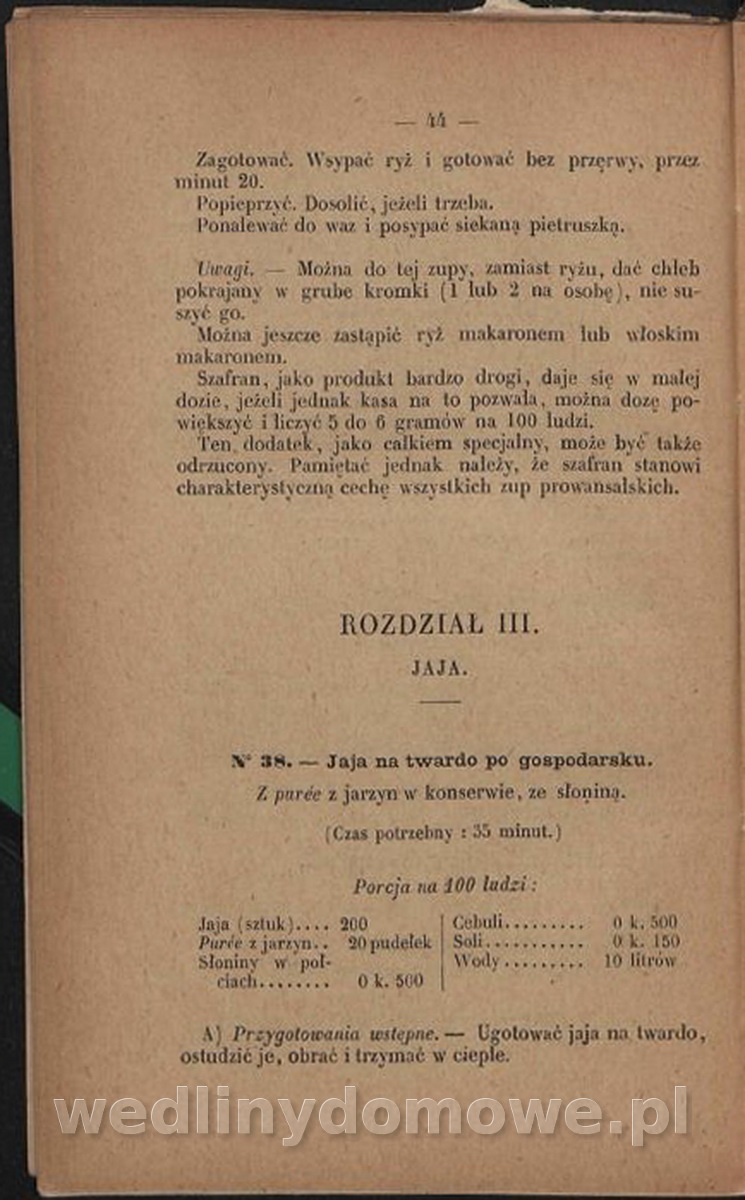 — 44 —
Zagotować. Wsypać ryż i gotować bez przerwy, przez
minut 20.
Popieprzyć. Dosolić, jeżeli trzeba.
Ponalewać do waz i posypać siekaną pietruszką.
Uwagi. — Można do tej zupy, zamiast ryżu, dać chleb
pokrajany w grube kromki (1 lub 2 na osobę), nie su-
szyć go.
Można jeszcze zastąpić ryż makaronem lub włoskim
makaronem.
Szafran, jako produkt bardzo drogi, daje się w małej
dozie, jeżeli jednak kasa na to pozwala, można dozę po-
większyć i liczyć 5 do 6 gramów na 100 ludzi.
Ten dodatek, jako całkiem specjalny, może być także
odrzucony. Pamiętać jednak należy, że szafran stanowi
charakterystyczną cechę wszystkich zup prowansalskich.
ROZDZIAŁ III.
JAJA.
N° 38. — Jaja na twardo po gospodarsku.
Z purée z jarzyn w konserwie, ze słoniną.
(Czas potrzebny : 35 minut.)
Porcja na 100 ludzi :
Jaja (sztuk).... 200
Purée z jarzyn.. 20 pudełek
Słoniny w poł-
ciach........ 0 k. 500
Cebuli......... 0 k. 500
Soli........... 0 k. 150
Wody......... 10 litrów
A) Przygotowania wstępne. — Ugotować jaja na twardo,
ostudzić je, obrać i trzymać w cieple.
wedlinydomowe.pl